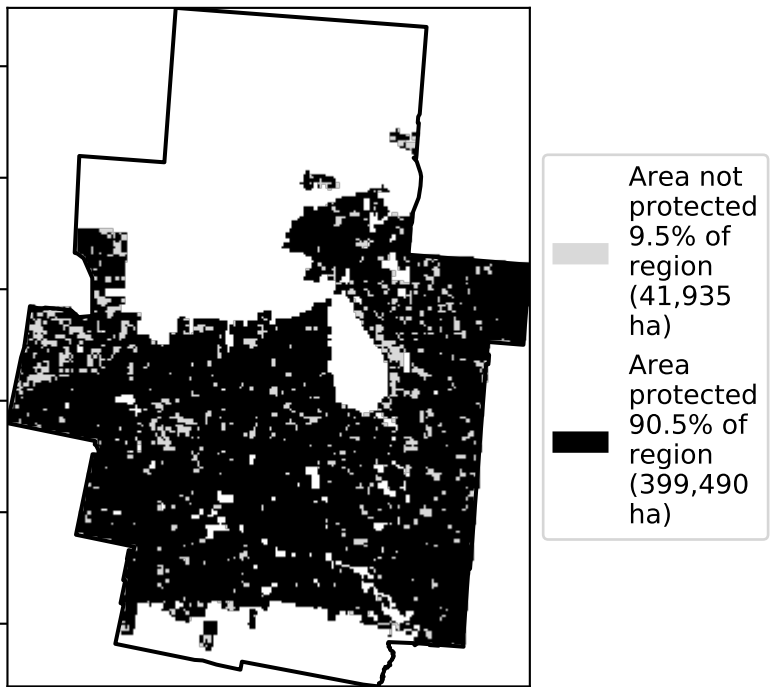 Area not
protected
9.5% of
region
(41,935
ha)
Area
protected
90.5% of
region
(399,490
ha)